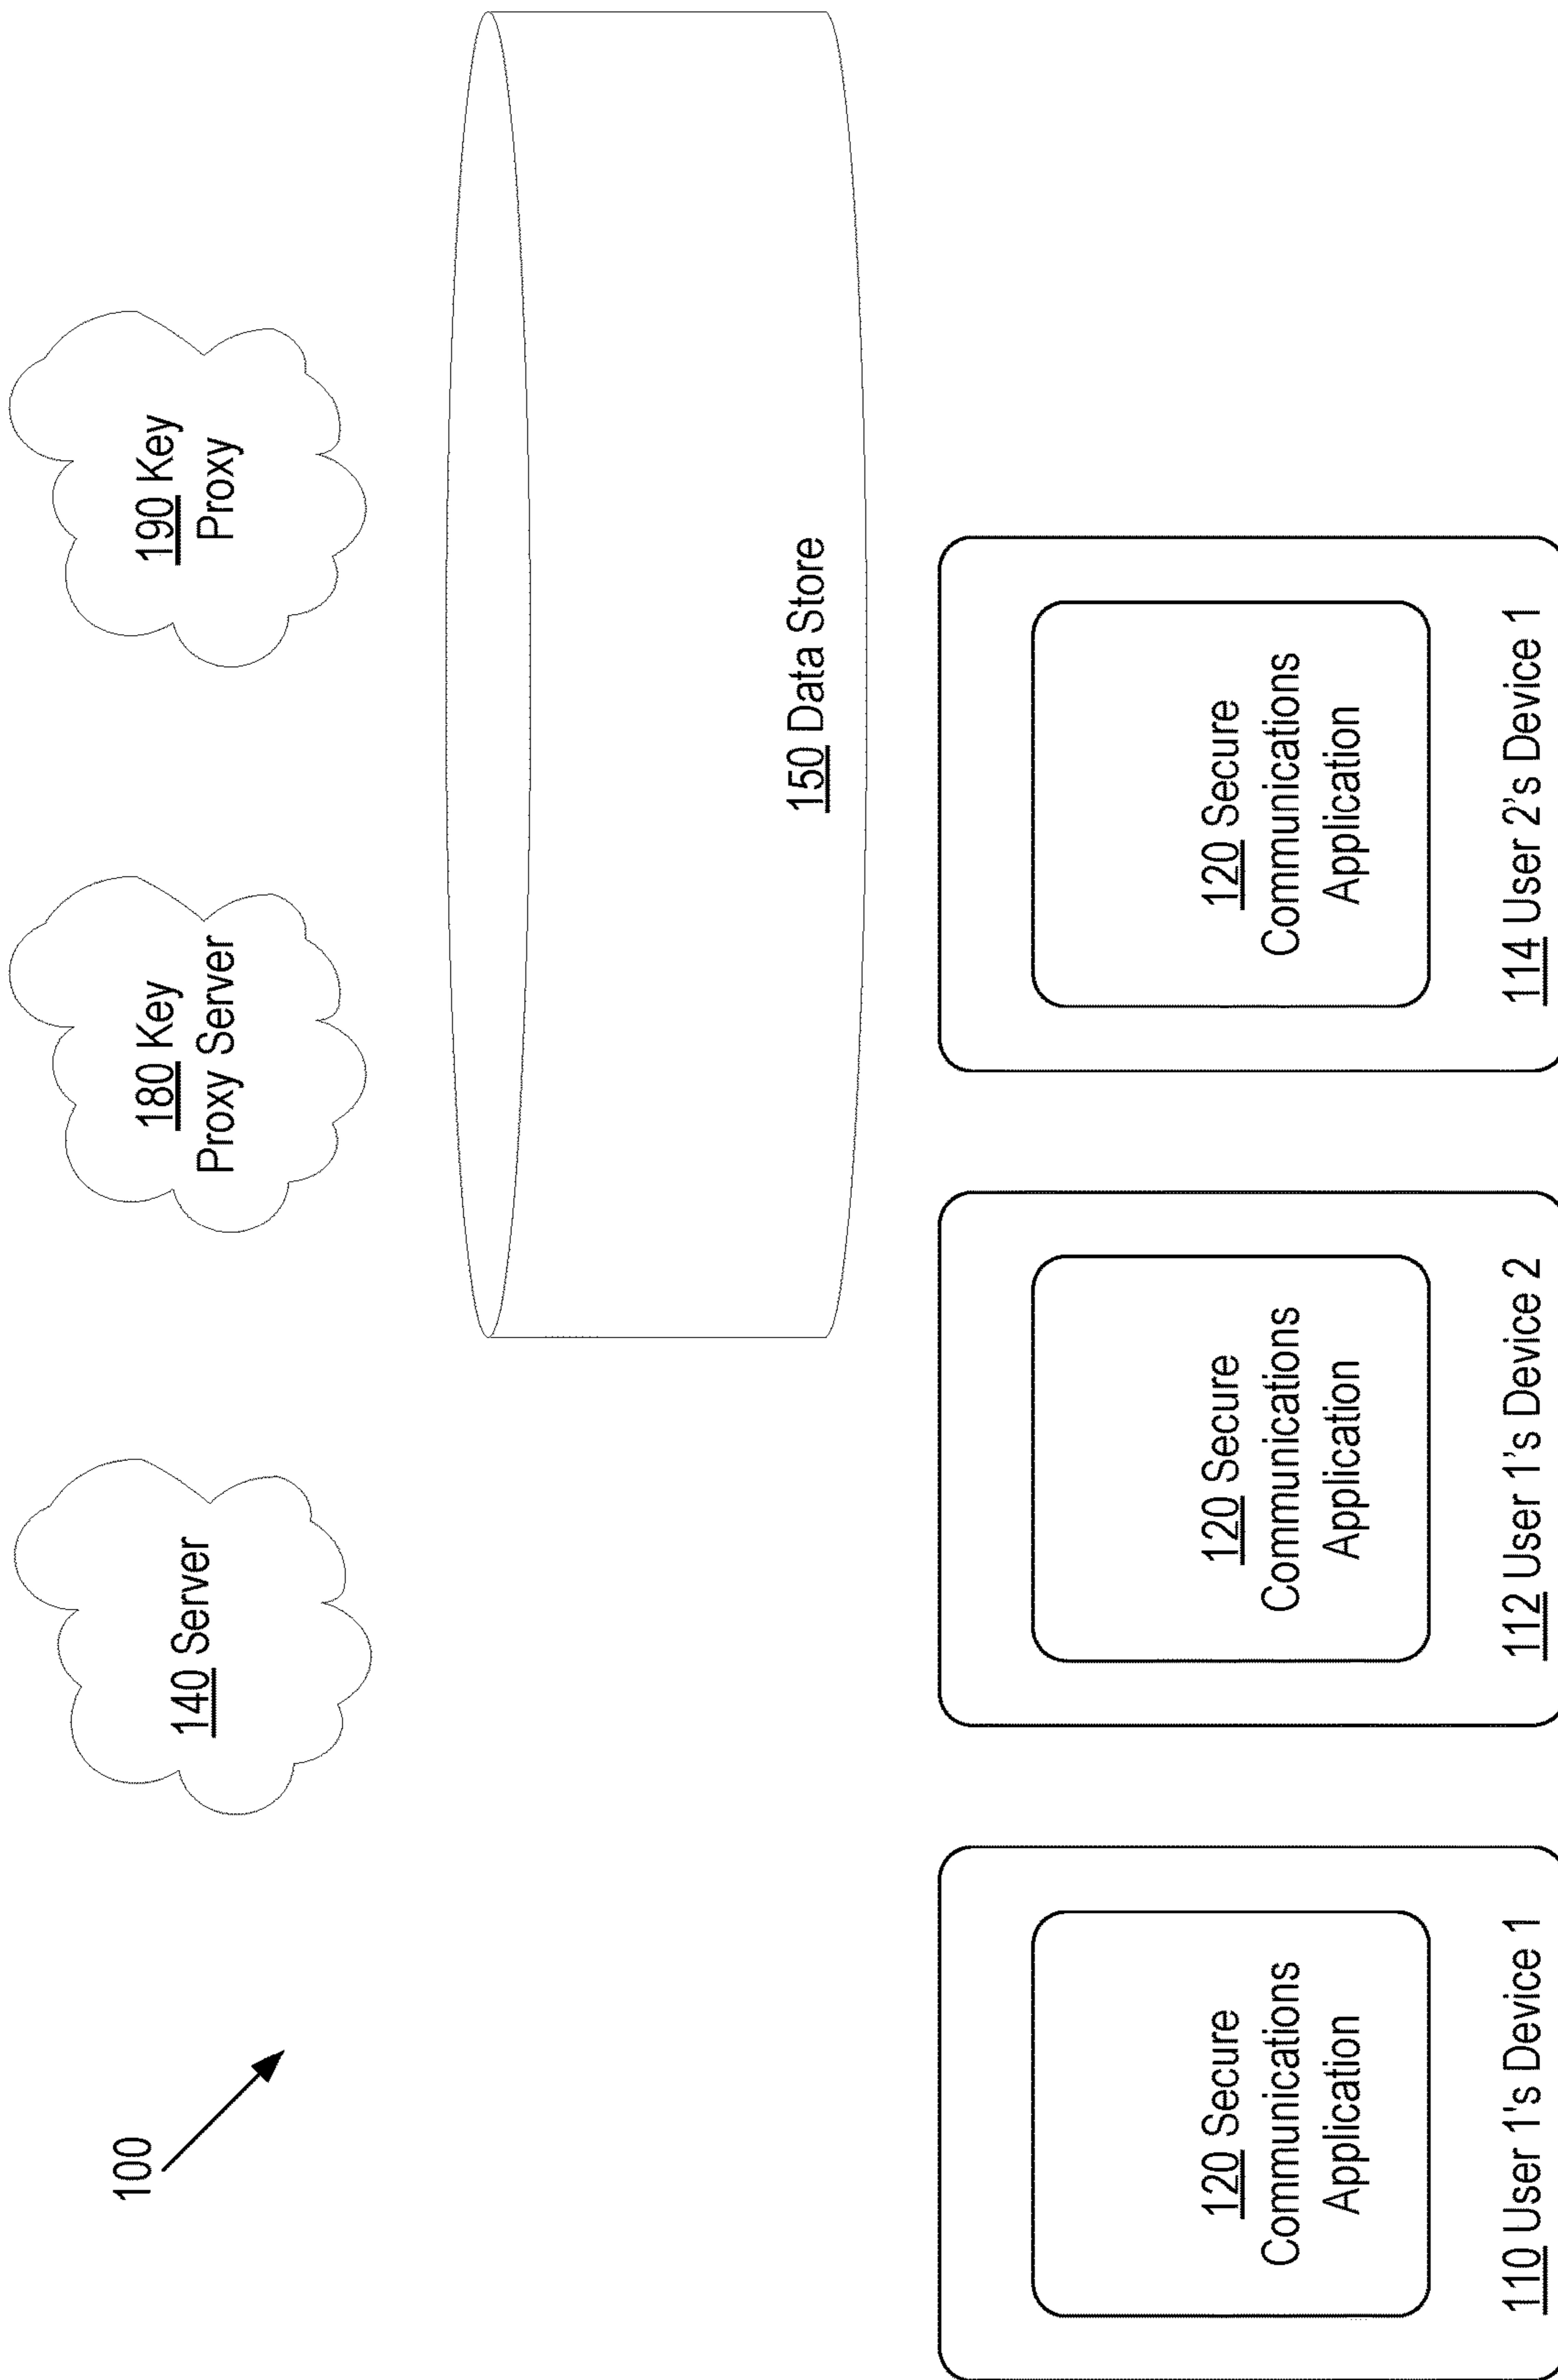 100
140 Server
180 Key
Proxy Server
190 Key
Proxy
150 Data Store
120 Secure
Communications
Application
110 User 1's Device 1
120 Secure
Communications
Application
112 User 1’s Device 2
120 Secure
Communications
Application
114 User 2’s Device 1